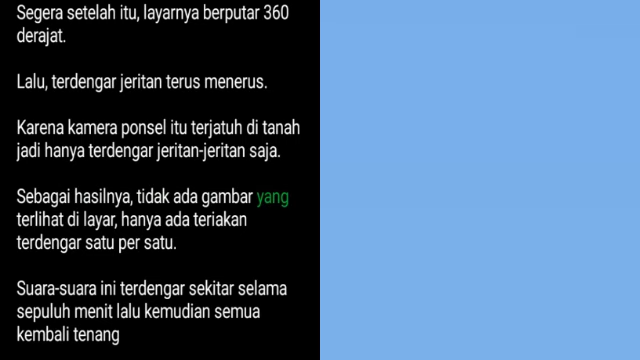 Segera setelah itu, layarnya berputar 360
derajat.
Lalu, terdengar jeritan terus menerus.
Karena kamera ponsel itu terjatuh di tanah
jadi hanya terdengar jeritan-jeritan saja.
Sebagai hasilnya, tidak ada gambar yang
terlihat di layar, hanya ada teriakan
terdengar satu per satu.
Suara-suara ini terdengar sekitar selama
sepuluh menit lalu kemudian semua
kembali tenang